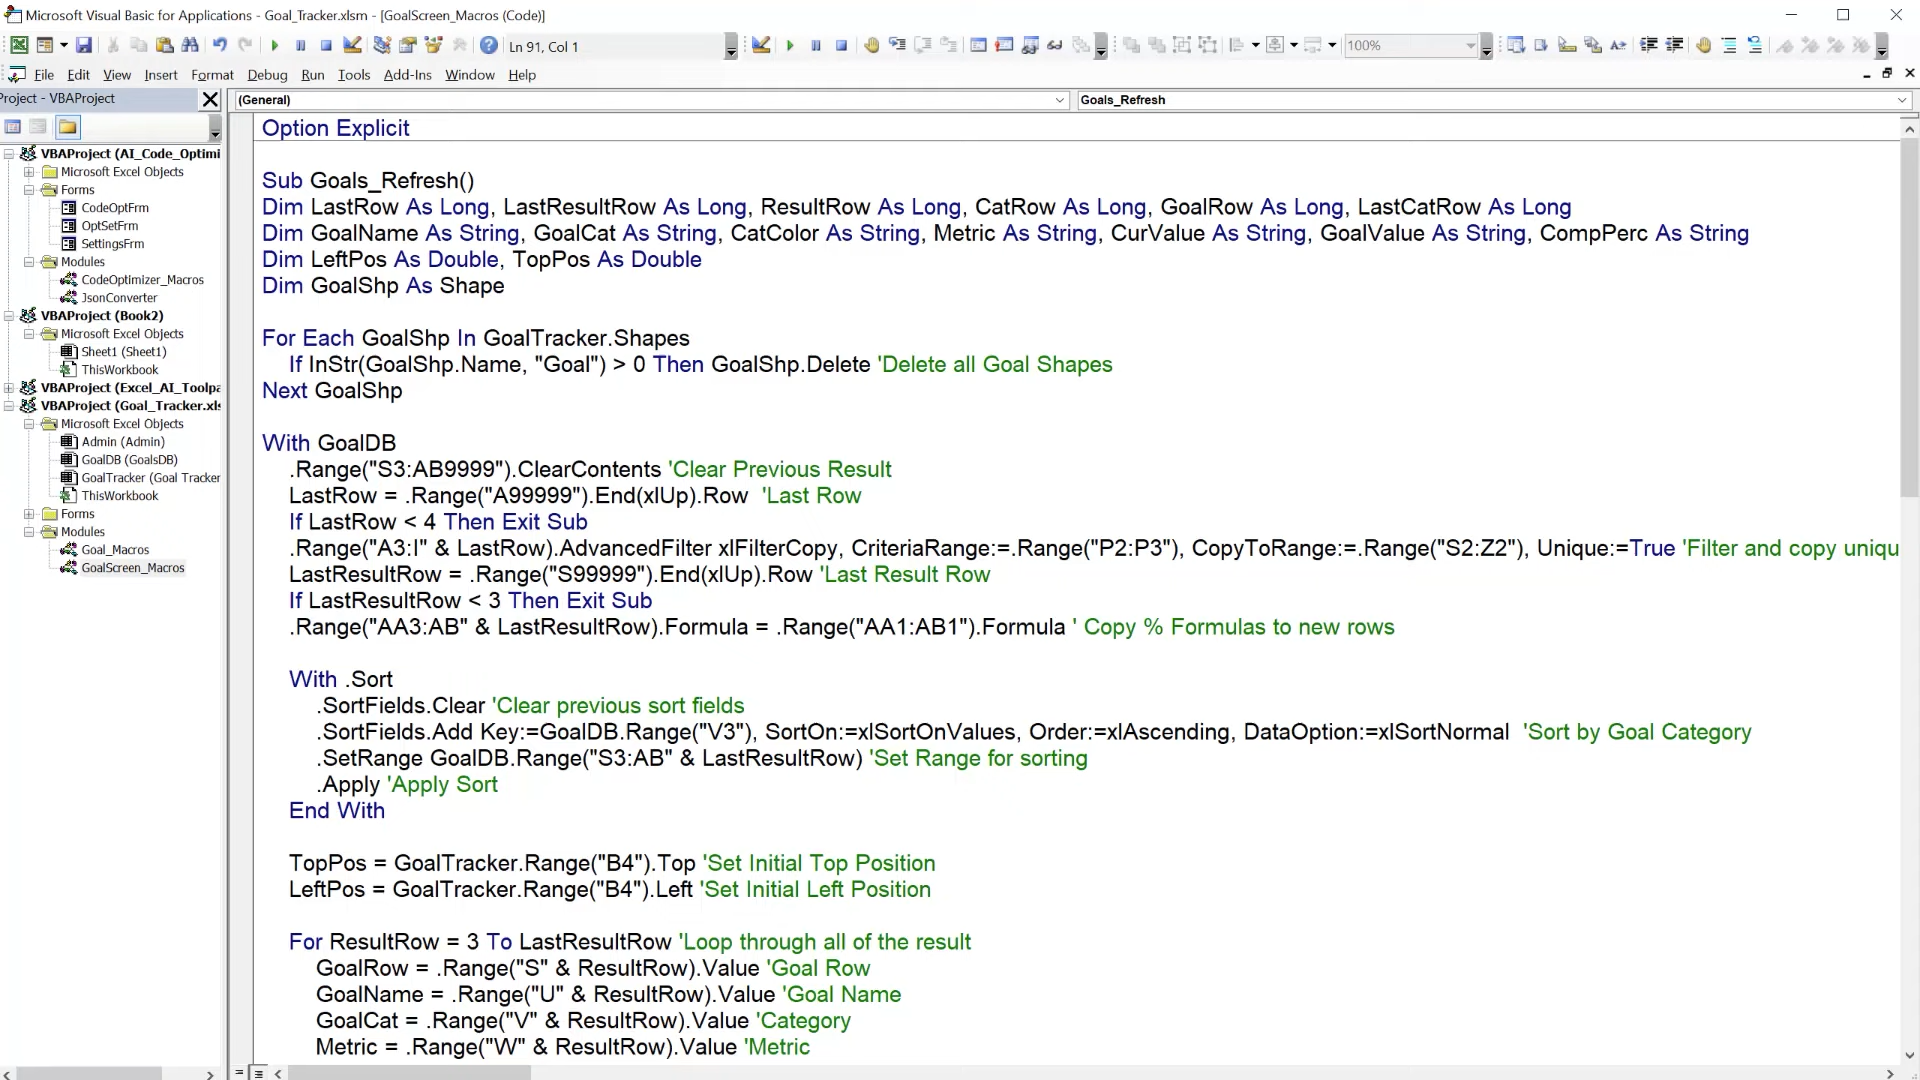 Microsoft Visual Basic for Applications - Goal_Tracker.xlsm - [GoalScreen_Macros (Code)]
Ln 91, Col 1
100%
File Edit View Insert Format Debug Run Tools Add-Ins Window Help
Project - VBAProject
(General)
Goals_Refresh
VBAProject (AI_Code_Optimi
Microsoft Excel Objects
Forms
CodeOptFrm
OptSetFrm
SettingsFrm
Modules
CodeOptimizer_Macros
JsonConverter
VBAProject (Book2)
Microsoft Excel Objects
Sheet1 (Sheet1)
ThisWorkbook
VBAProject (Excel_AI_Toolpa
VBAProject (Goal_Tracker.xls
Microsoft Excel Objects
Admin (Admin)
GoalDB (GoalsDB)
GoalTracker (Goal Tracker
ThisWorkbook
Forms
Modules
Goal_Macros
GoalScreen_Macros
Option Explicit
Sub Goals_Refresh()
Dim LastRow As Long, LastResultRow As Long, ResultRow As Long, CatRow As Long, GoalRow As Long, LastCatRow As Long
Dim GoalName As String, GoalCat As String, CatColor As String, Metric As String, CurValue As String, GoalValue As String, CompPerc As String
Dim LeftPos As Double, TopPos As Double
Dim GoalShp As Shape
For Each GoalShp In GoalTracker.Shapes
If InStr(GoalShp.Name, "Goal") > 0 Then GoalShp.Delete 'Delete all Goal Shapes
Next GoalShp
With GoalDB
.Range("S3:AB9999").ClearContents 'Clear Previous Result
LastRow = .Range("A99999").End(xlUp).Row 'Last Row
If LastRow < 4 Then Exit Sub
.Range("A3:I" & LastRow).AdvancedFilter xlFilterCopy, CriteriaRange:=.Range("P2:P3"), CopyToRange:=.Range("S2:Z2"), Unique:=True 'Filter and copy uniqu
LastResultRow = .Range("S99999").End(xlUp).Row 'Last Result Row
If LastResultRow < 3 Then Exit Sub
.Range("AA3:AB" & LastResultRow).Formula = .Range("AA1:AB1").Formula ' Copy % Formulas to new rows
With .Sort
.SortFields.Clear 'Clear previous sort fields
.SortFields.Add Key:=GoalDB.Range("V3"), SortOn:=xlSortOnValues, Order:=xlAscending, DataOption:=xlSortNormal 'Sort by Goal Category
.SetRange GoalDB.Range("S3:AB" & LastResultRow) 'Set Range for sorting
.Apply 'Apply Sort
End With
TopPos = GoalTracker.Range("B4").Top 'Set Initial Top Position
LeftPos = GoalTracker.Range("B4").Left 'Set Initial Left Position
For ResultRow = 3 To LastResultRow 'Loop through all of the result
GoalRow = .Range("S" & ResultRow).Value 'Goal Row
GoalName = .Range("U" & ResultRow).Value 'Goal Name
GoalCat = .Range("V" & ResultRow).Value 'Category
Metric = .Range("W" & ResultRow).Value 'Metric